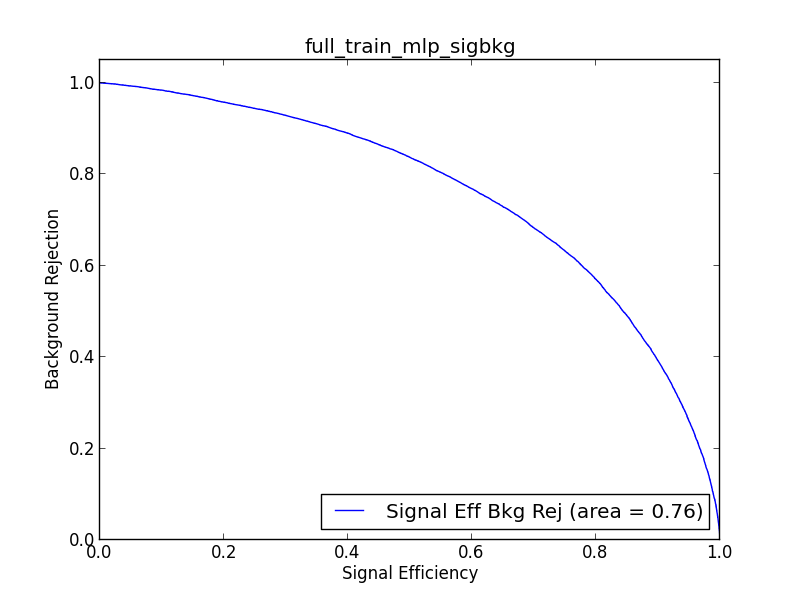 full_train_mlp_sigbkg
1.0
0.8
0.6
0.4
0.2
0.0
Background Rejection
Signal Eff Bkg Rej (area = 0.76)
0.0 0.2 0.4 0.6 0.8 1.0
Signal Efficiency